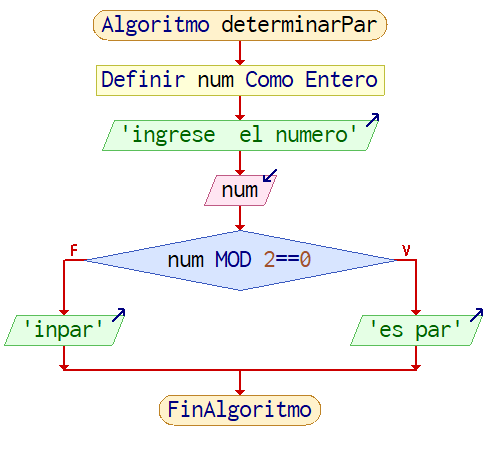 Algoritmo determinarPar
Definir num Como Entero
'ingrese  el numero'
num
F
V
num MOD 2==0
'inpar'
'es par'
FinAlgoritmo